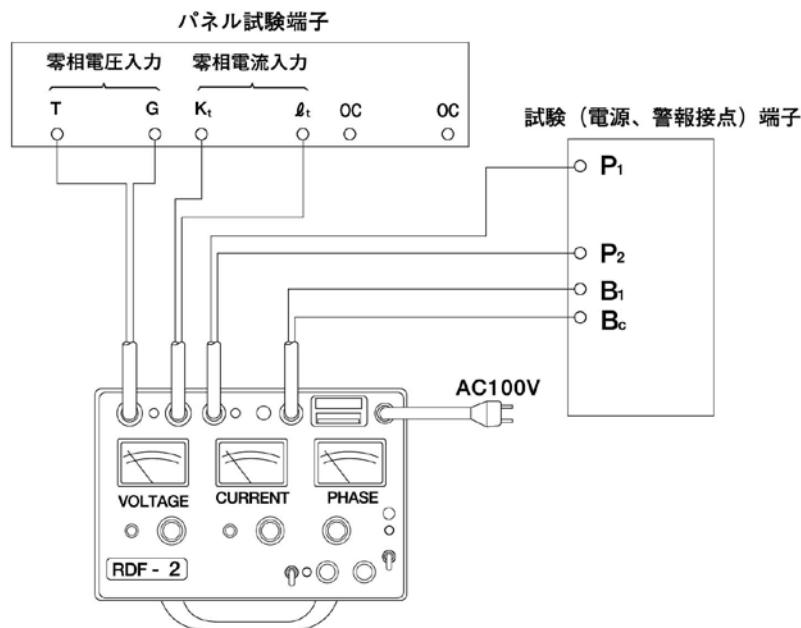 パネル試験端子
零相電圧入力 零相電流入力
T G Kt ℓt OC OC
試験（電源、警報接点）端子
P1
P2
B1
Bc
AC100V
VOLTAGE CURRENT PHASE
RDF - 2